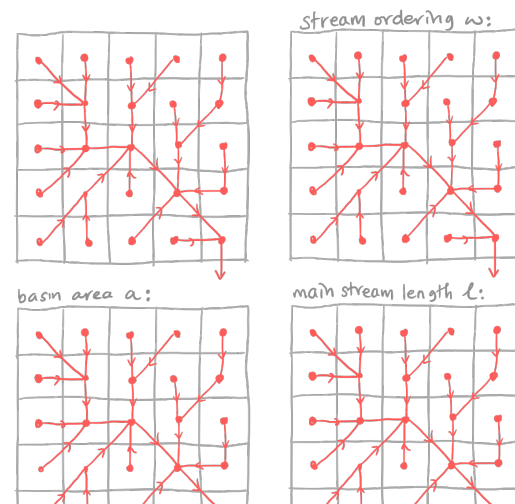 stream ordering ω:
basin area a:
main stream length ℓ: